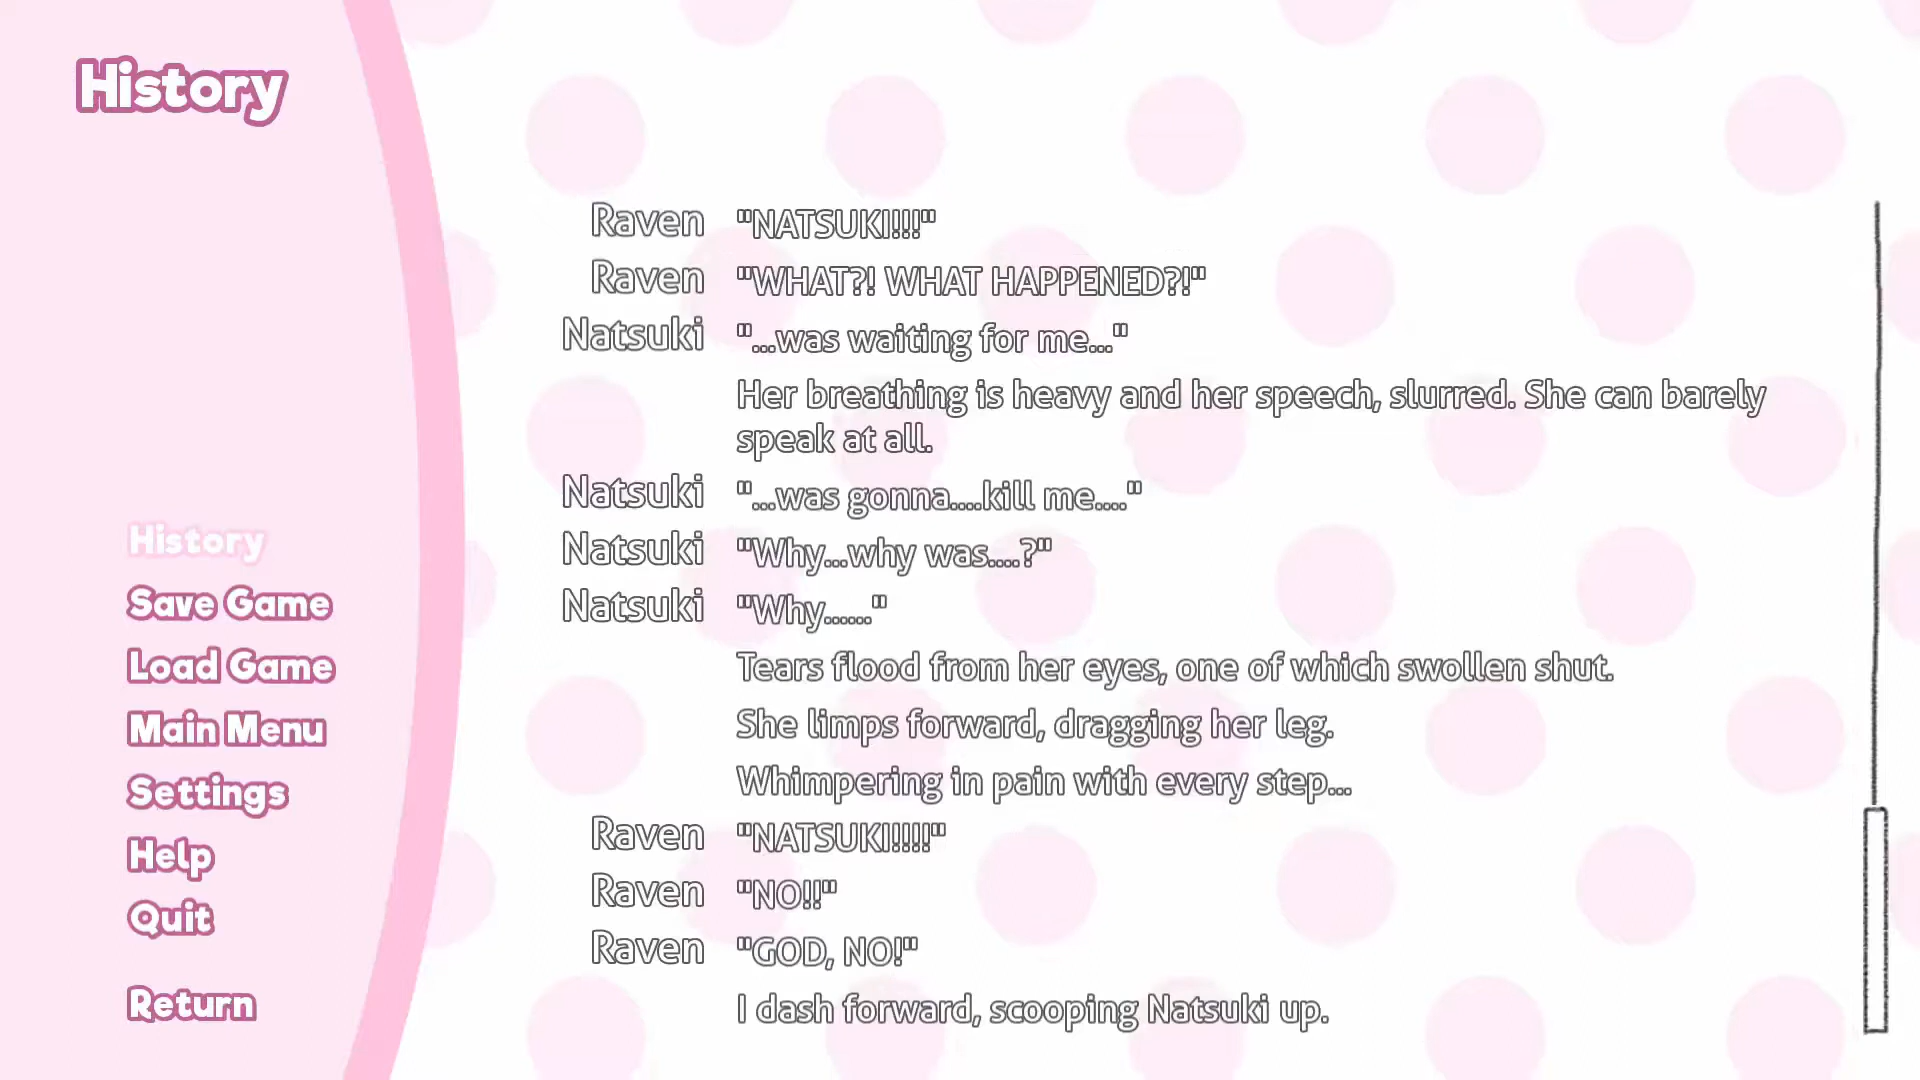 History
Raven "NATSUKI!!!!"
Raven "WHAT?! WHAT HAPPENED?!"
Natsuki "...was waiting for me..."
Her breathing is heavy and her speech, slurred. She can barely
speak at all.
Natsuki "...was gonna....kill me...."
Natsuki "Why...why was....?"
Natsuki "Why......"
Tears flood from her eyes, one of which swollen shut.
She limps forward, dragging her leg.
Whimpering in pain with every step...
Raven "NATSUKI!!!!!"
Raven "NO!!"
Raven "GOD, NO!"
I dash forward, scooping Natsuki up.
History
Save Game
Load Game
Main Menu
Settings
Help
Quit
Return